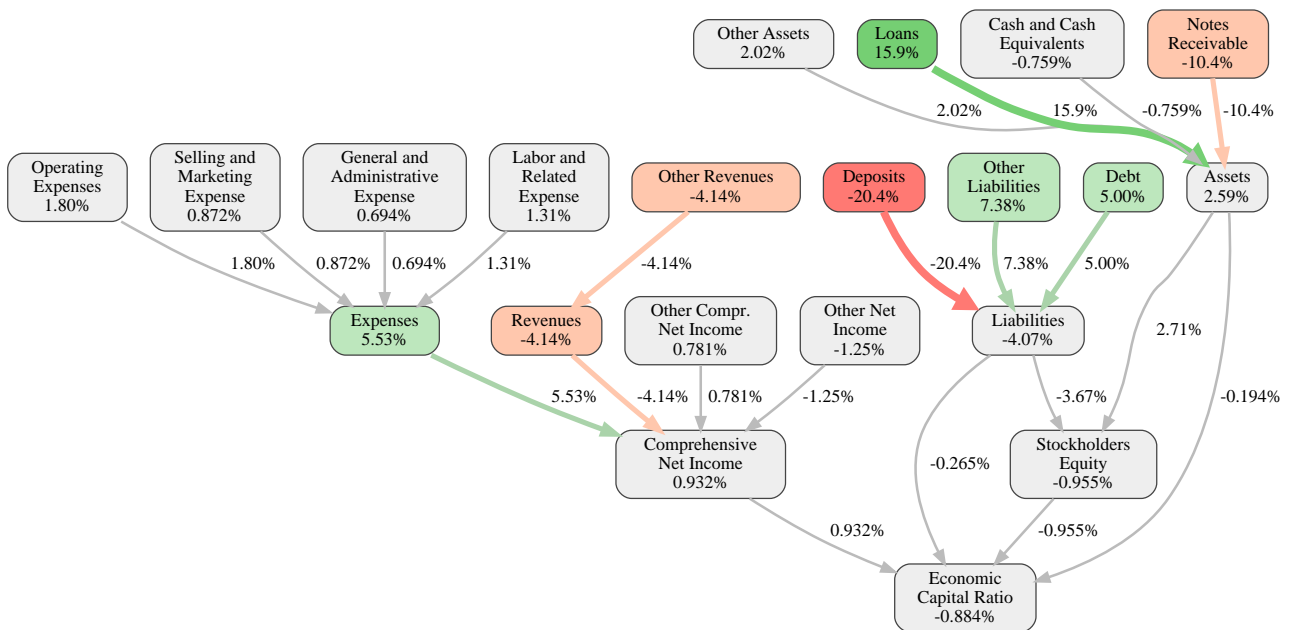 Other Assets
2.02%
Loans
15.9%
Cash and Cash
Equivalents
-0.759%
Notes
Receivable
-10.4%
2.02%
15.9%
-0.759%
-10.4%
Operating
Expenses
1.80%
Selling and
Marketing
Expense
0.872%
General and
Administrative
Expense
0.694%
Labor and
Related
Expense
1.31%
Other Revenues
-4.14%
Deposits
-20.4%
Other
Liabilities
7.38%
Debt
5.00%
Assets
2.59%
1.80%
0.872%
0.694%
1.31%
-4.14%
-20.4%
7.38%
5.00%
Expenses
5.53%
Revenues
-4.14%
Other Compr.
Net Income
0.781%
Other Net
Income
-1.25%
Liabilities
-4.07%
2.71%
5.53%
-4.14%
0.781%
-1.25%
-3.67%
-0.194%
Comprehensive
Net Income
0.932%
-0.265%
Stockholders
Equity
-0.955%
0.932%
-0.955%
Economic
Capital Ratio
-0.884%